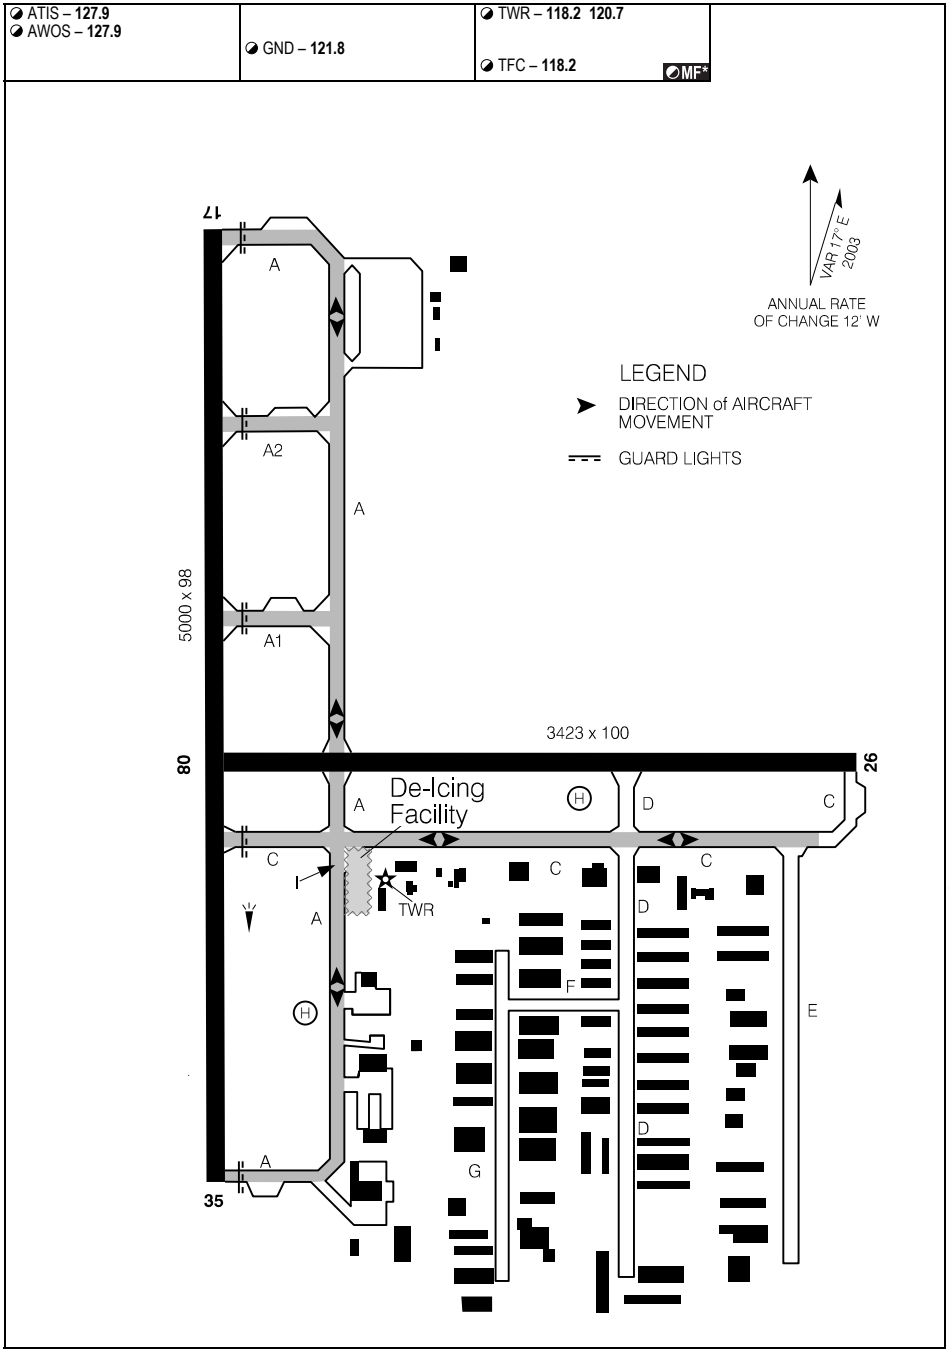 ATIS – 127.9
AWOS – 127.9
GND – 121.8
TWR – 118.2 120.7
TFC – 118.2
MF*
17
A
VAR 17° E
2003
ANNUAL RATE
OF CHANGE 12' W
LEGEND
DIRECTION of AIRCRAFT
MOVEMENT
GUARD LIGHTS
A2
A
5000 x 98
A1
3423 x 100
08
26
De-Icing
Facility
A
H
D
C
C
C
C
I
A
TWR
D
F
H
E
D
A
G
35